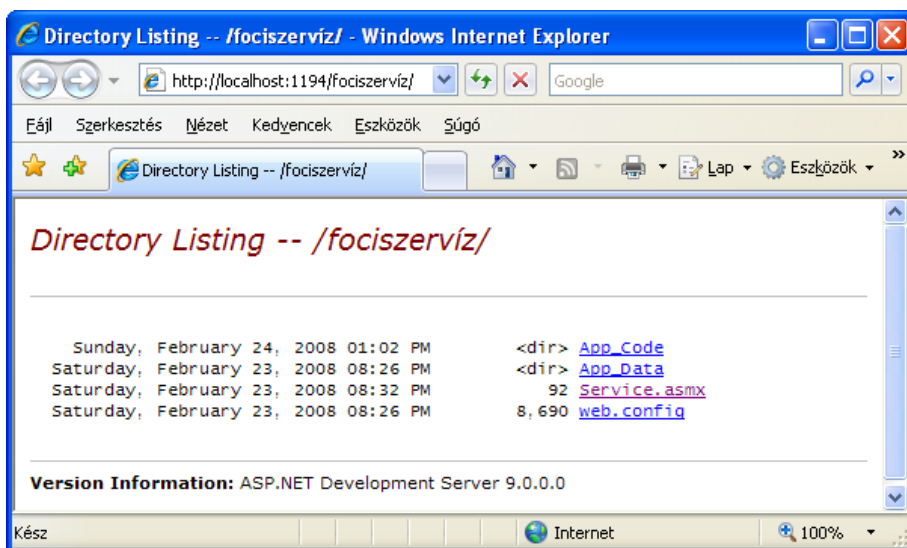 Directory Listing -- /fociszervíz/ - Windows Internet Explorer
http://localhost:1194/fociszervíz/ Google
Fájl Szerkesztés Nézet Kedvencek Eszközök Súgó
Directory Listing -- /fociszervíz/ Lap Eszközök »
Directory Listing -- /fociszervíz/
Sunday, February 24, 2008 01:02 PM <dir> App_Code
Saturday, February 23, 2008 08:26 PM <dir> App_Data
Saturday, February 23, 2008 08:32 PM 92 Service.asmx
Saturday, February 23, 2008 08:26 PM 8,690 web.config
Version Information: ASP.NET Development Server 9.0.0.0
Kész Internet 100%